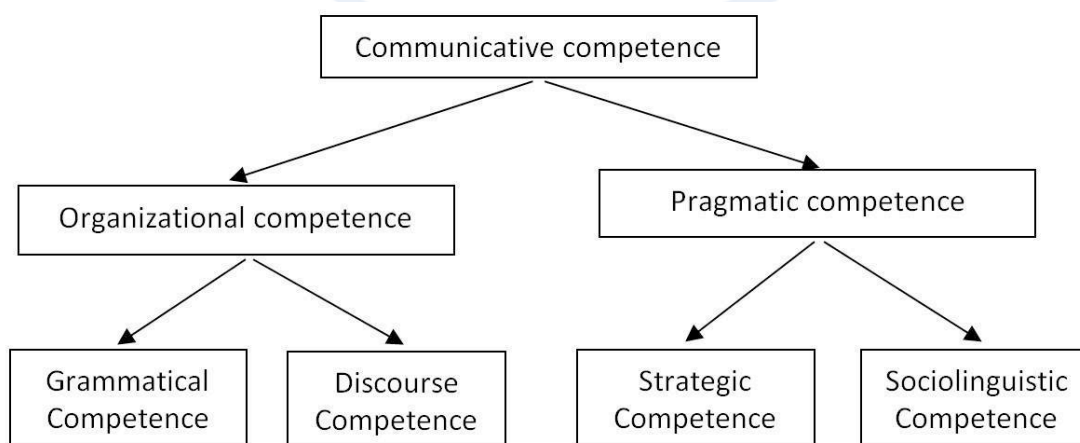 Communicative competence
Organizational competence
Pragmatic competence
Grammatical
Competence
Discourse
Competence
Strategic
Competence
Sociolinguistic
Competence